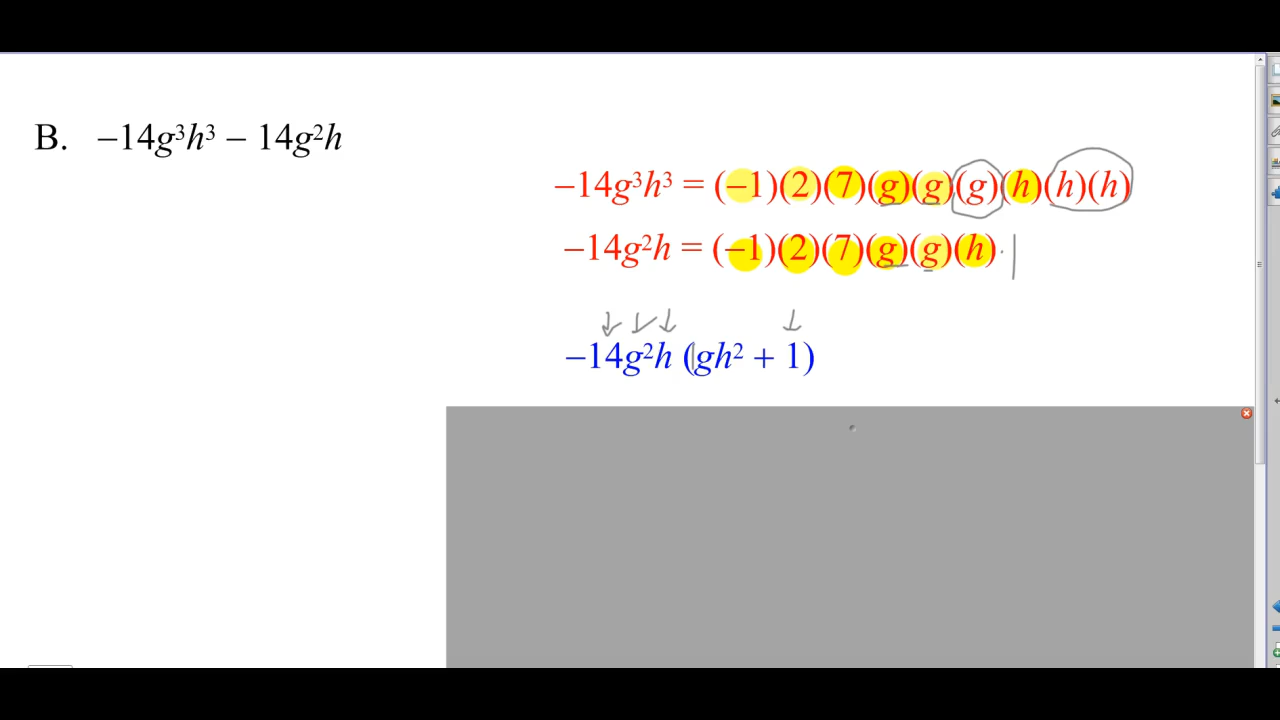 B. –14g³h³ – 14g²h
–14g³h³ = (–1)(2)(7)(g)(g)(g)(h)(h)(h)
–14g²h = (–1)(2)(7)(g)(g)(h) · |
–14g²h (gh² + 1)